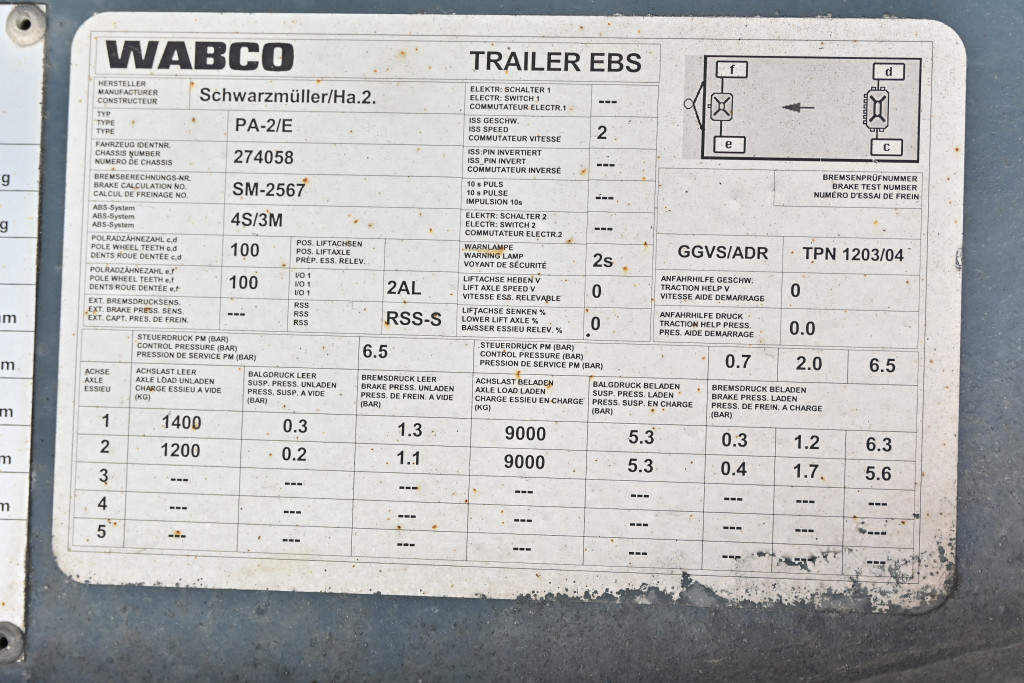 WABCO
TRAILER EBS
HERSTELLER
MANUFACTURER
CONSTRUCTEUR
Schwarzmüller/Ha.2.
TYP
TYPE
TYPE
PA-2/E
FAHRZEUG IDENTNR.
CHASSIS NUMBER
NUMERO DE CHASSIS
274058
BREMSBERECHNUNGS-NR.
BRAKE CALCULATION NO.
CALCUL DE FREINAGE NO.
SM-2567
ABS-System
ABS-System
ABS-System
4S/3M
POLRADZÄHNEZAHL c,d
POLE WHEEL TEETH c,d
DENTS ROUE DENTÉE c,d
100
POS. LIFTACHSEN
POS. LIFTAXLE
PRÉP. ESS. RELEV.
POLRADZÄHNEZAHL e,f
POLE WHEEL TEETH e,f
DENTS ROUE DENTÉE e,f
100
I/O 1
I/O 1
I/O 1
2AL
EXT. BREMSDRUCKSENS.
EXT. BRAKE PRESS. SENS.
EXT. CAPT. PRES. DE FREIN.
---
RSS
RSS
RSS
RSS-S
ELEKTR: SCHALTER 1
ELECTR: SWITCH 1
COMMUTATEUR ELECTR.1
---
ISS GESCHW.
ISS SPEED
COMMUTATEUR VITESSE
2
ISS:PIN INVERTIERT
ISS_PIN INVERT
COMMUTATEUR INVERSÉ
---
10 s PULS
10 s PULSE
IMPULSION 10s
---
ELEKTR: SCHALTER 2
ELECTR: SWITCH 2
COMMUTATEUR ELECTR.2
---
WARNLAMPE
WARNING LAMP
VOYANT DE SÉCURITÉ
2s
LIFTACHSE HEBEN V
LIFT AXLE SPEED V
VITESSE ESS. RELEVABLE
0
LIFTACHSE SENKEN %
LOWER LIFT AXLE %
BAISSER ESSIEU RELEV. %
0
f
d
e
c
BREMSENPRÜFNUMMER
BRAKE TEST NUMBER
NUMÉRO D'ESSAI DE FREIN
GGVS/ADR
TPN 1203/04
ANFAHRHILFE GESCHW.
TRACTION HELP V
VITESSE AIDE DEMARRAGE
0
ANFAHRHILFE DRUCK
TRACTION HELP PRESS.
PRES. AIDE DEMARRAGE
0.0
STEUERDRUCK PM (BAR)
CONTROL PRESSURE (BAR)
PRESSION DE SERVICE PM (BAR)
6.5
STEUERDRUCK PM (BAR)
CONTROL PRESSURE (BAR)
PRESSION DE SERVICE PM (BAR)
0.7
2.0
6.5
ACHSE
AXLE
ESSIEU
ACHSLAST LEER
AXLE LOAD UNLADEN
CHARGE ESSIEU A VIDE
(KG)
BALGDRUCK LEER
SUSP. PRESS. UNLADEN
PRESS. SUSP. A VIDE
(BAR)
BREMSDRUCK LEER
BRAKE PRESS. UNLADEN
PRESS. DE FREIN. A VIDE
(BAR)
ACHSLAST BELADEN
AXLE LOAD LADEN
CHARGE ESSIEU EN CHARGE
(KG)
BALGDRUCK BELADEN
SUSP. PRESS. LADEN
PRESS. SUSP. EN CHARGE
(BAR)
BREMSDRUCK BELADEN
BRAKE PRESS. LADEN
PRESS. DE FREIN. A CHARGE
(BAR)
1 1400 0.3 1.3 9000 5.3 0.3 1.2 6.3
2 1200 0.2 1.1 9000 5.3 0.4 1.7 5.6
3 --- --- --- --- --- --- --- ---
4 --- --- --- --- --- --- --- ---
5 --- --- --- --- --- --- --- ---
g
g
m
m
m
m
m